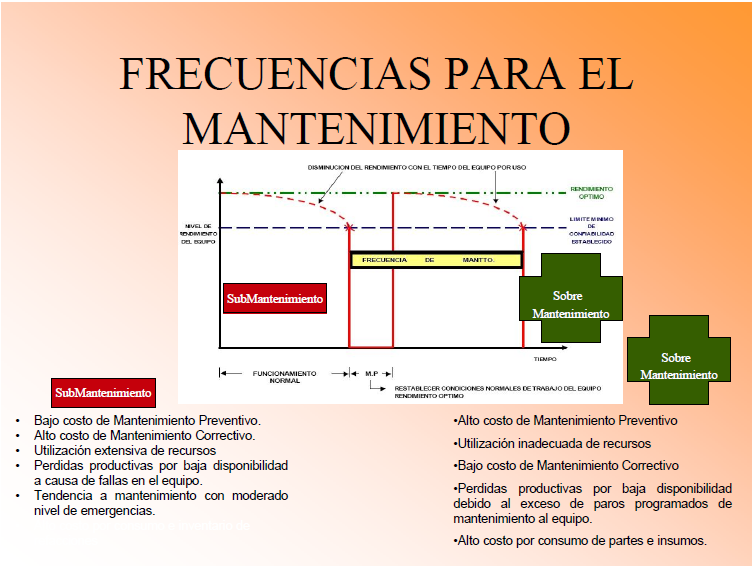 FRECUENCIAS PARA EL
MANTENIMIENTO
DISMINUCION DEL RENDIMIENTO CON EL TIEMPO DEL EQUIPO POR USO
RENDIMIENTO
OPTIMO
NIVEL DE
RENDIMIENTO
DEL EQUIPO
LIMITE MINIMO
DE
CONFIABILIDAD
ESTABLECIDO
FRECUENCIA DE MANTTO.
SubMantenimiento
Sobre
Mantenimiento
TIEMPO
FUNCIONAMIENTO
NORMAL
M.P
RESTABLECER CONDICIONES NORMALES DE TRABAJO DEL EQUIPO
RENDIMIENTO OPTIMO
Sobre
Mantenimiento
SubMantenimiento
• Bajo costo de Mantenimiento Preventivo.
• Alto costo de Mantenimiento Correctivo.
• Utilización extensiva de recursos
• Perdidas productivas por baja disponibilidad
a causa de fallas en el equipo.
• Tendencia a mantenimiento con moderado
nivel de emergencias.
•Alto costo de Mantenimiento Preventivo
•Utilización inadecuada de recursos
•Bajo costo de Mantenimiento Correctivo
•Perdidas productivas por baja disponibilidad
debido al exceso de paros programados de
mantenimiento al equipo.
•Alto costo por consumo de partes e insumos.